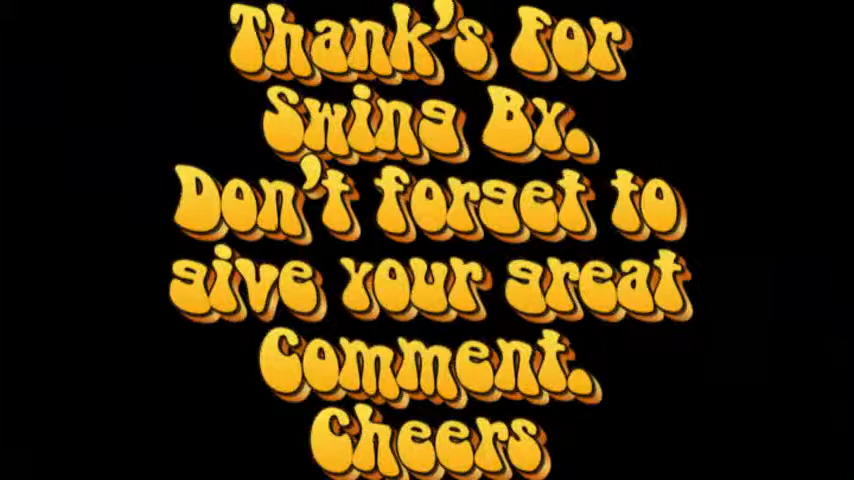 Thank's for
Swing By.
Don't forget to
give your great
Comment.
Cheers